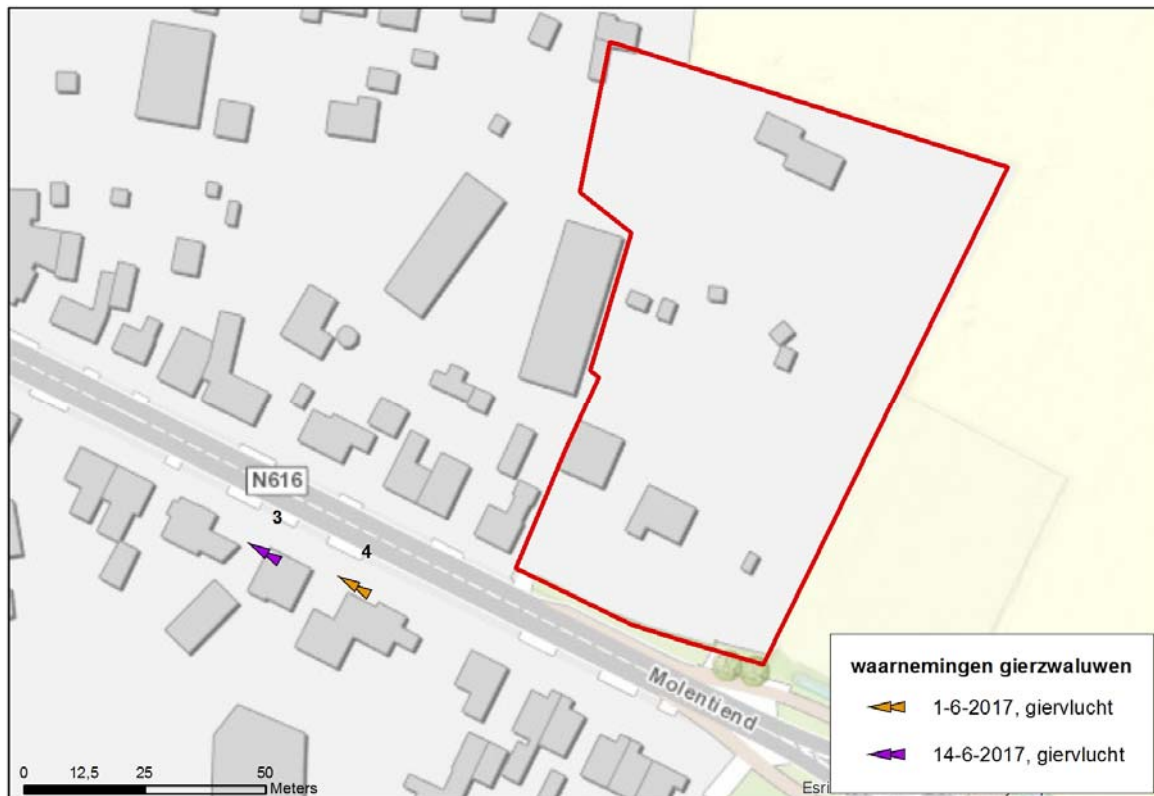 N616
3
4
Molentiend
waarnemingen gierzwaluwen
1-6-2017, giervlucht
14-6-2017, giervlucht
0 12,5 25 50
Meters
Esri